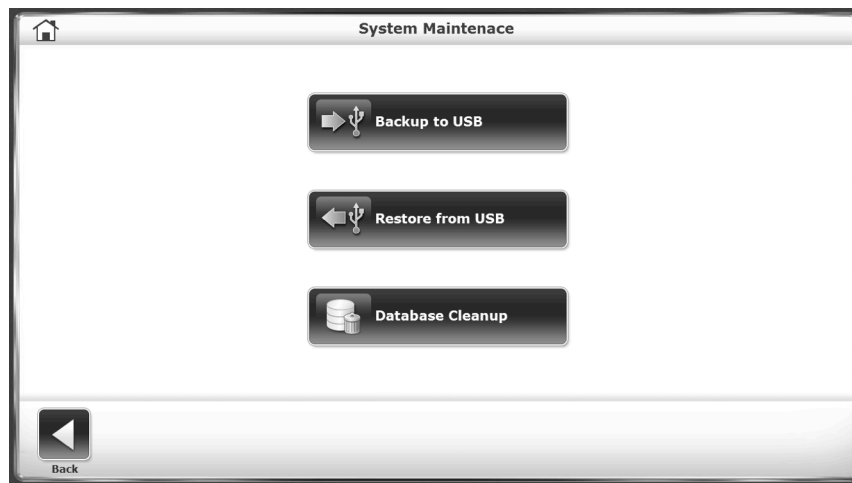 System Maintenace
Backup to USB
Restore from USB
Database Cleanup
Back